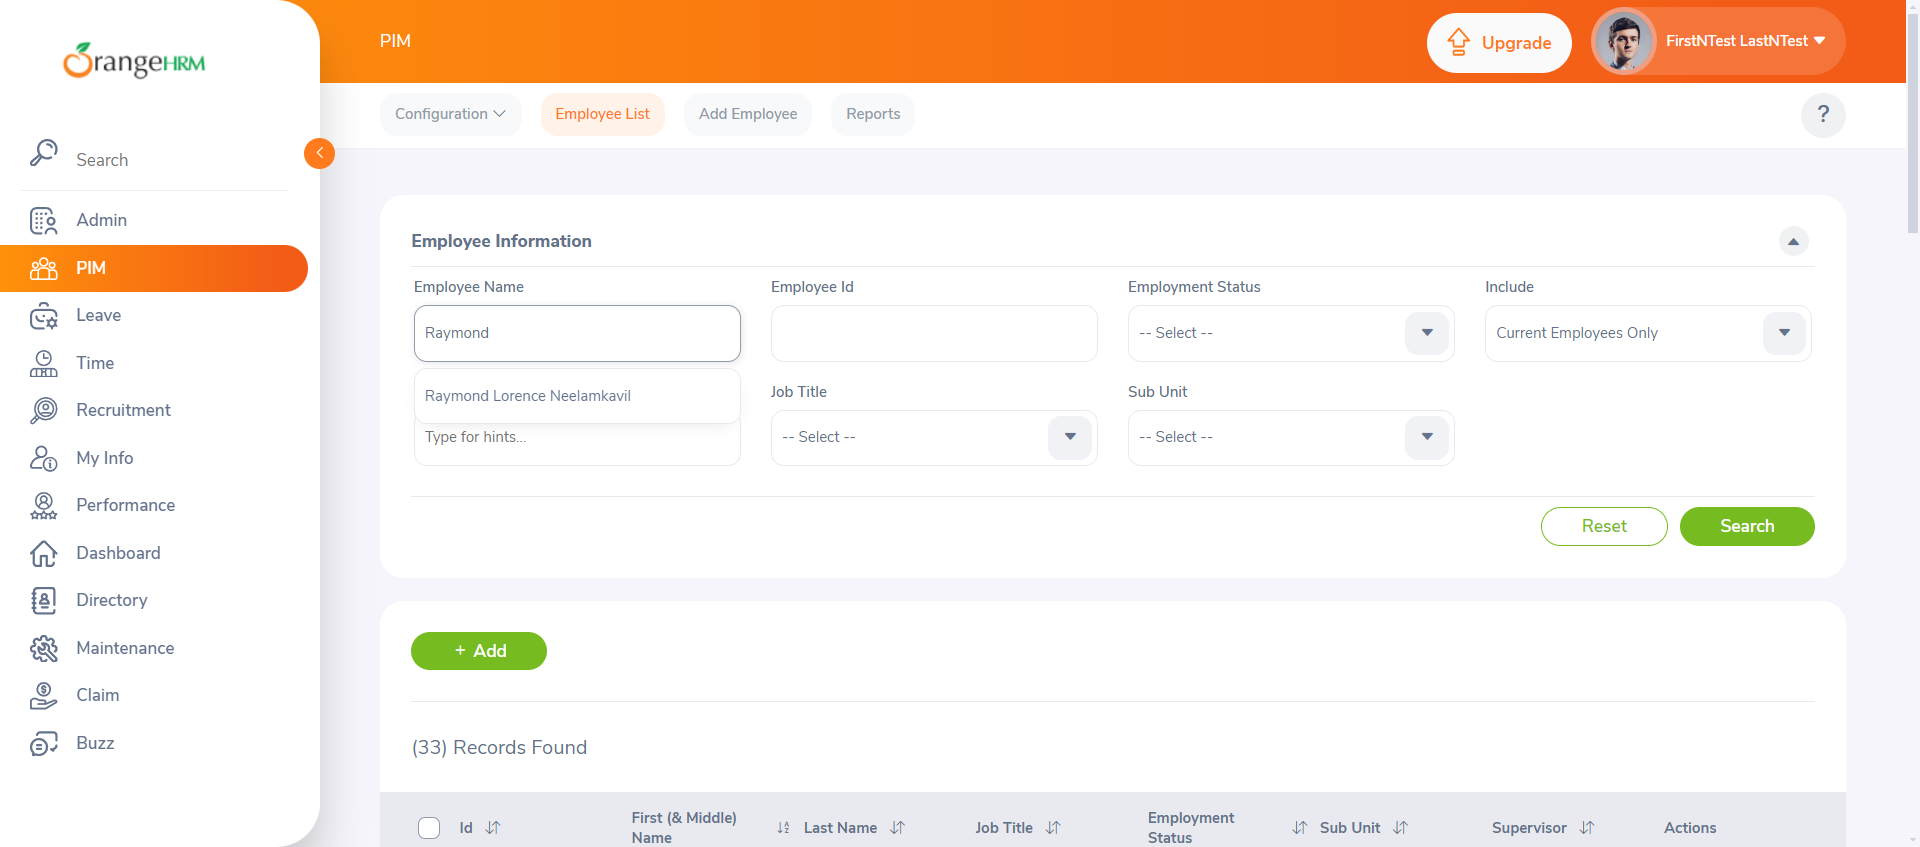 OrangeHRM
PIM
Upgrade
FirstNTest LastNTest
Configuration
Employee List
Add Employee
Reports
?
Search
Admin
PIM
Leave
Time
Recruitment
My Info
Performance
Dashboard
Directory
Maintenance
Claim
Buzz
Employee Information
Employee Name
Employee Id
Employment Status
Include
Raymond
-- Select --
Current Employees Only
Raymond Lorence Neelamkavil
Job Title
Sub Unit
Type for hints...
-- Select --
-- Select --
Reset
Search
+ Add
(33) Records Found
Id
First (& Middle)
Name
Last Name
Job Title
Employment
Status
Sub Unit
Supervisor
Actions